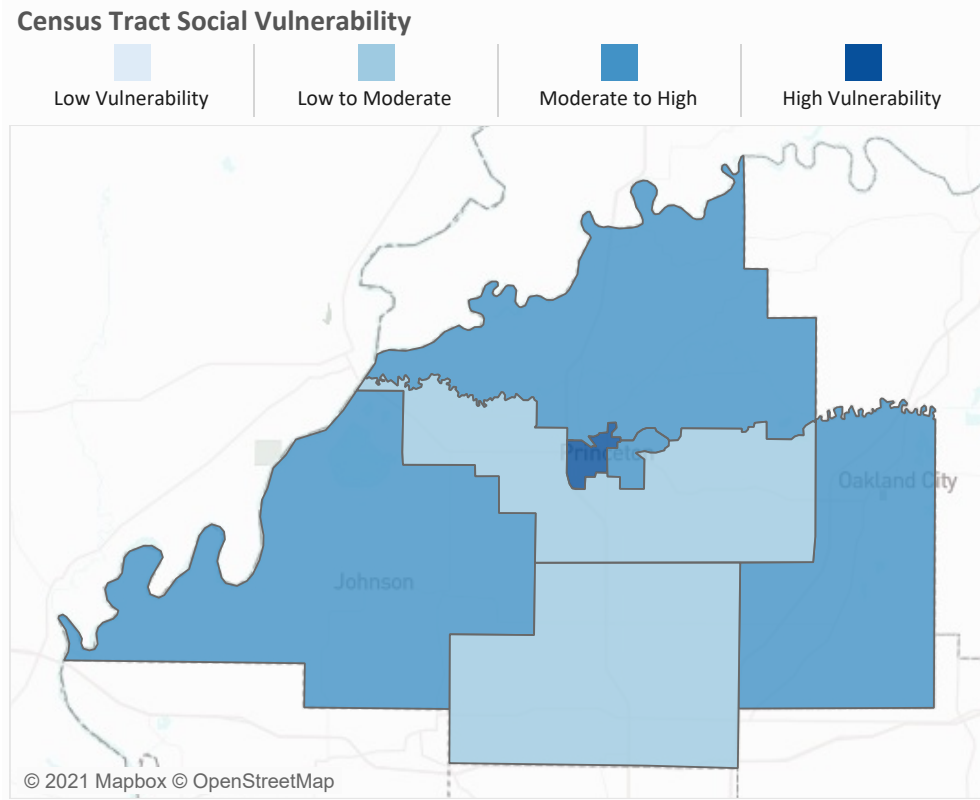 Census Tract Social Vulnerability
Low Vulnerability
Low to Moderate
Moderate to High
High Vulnerability
Princeton
Oakland City
Johnson
© 2021 Mapbox © OpenStreetMap